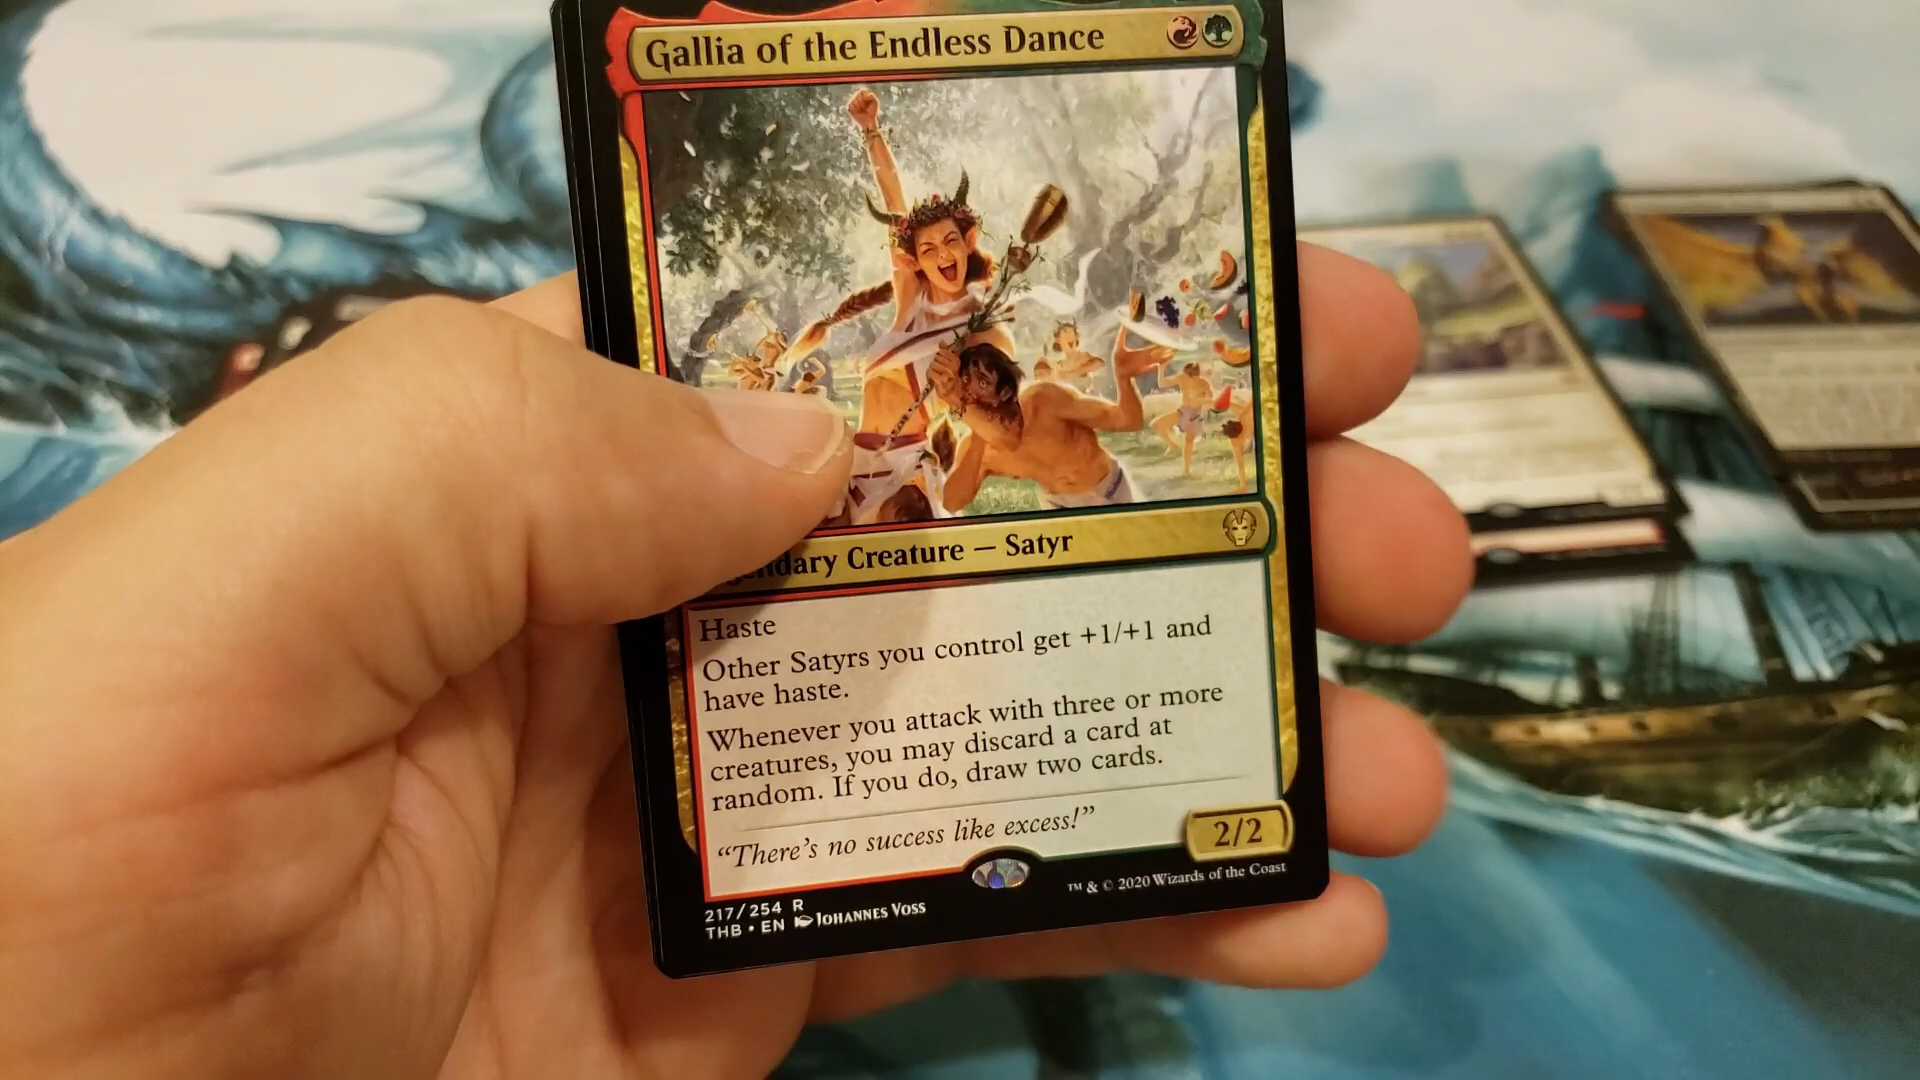 Gallia of the Endless Dance
Creature — Satyr
Haste
Other Satyrs you control get +1/+1 and
have haste.
Whenever you attack with three or more
creatures, you may discard a card at
random. If you do, draw two cards.
“There’s no success like excess!”
2/2
™ & © 2020 Wizards of the Coast
217/254 R
THB • EN Johannes Voss